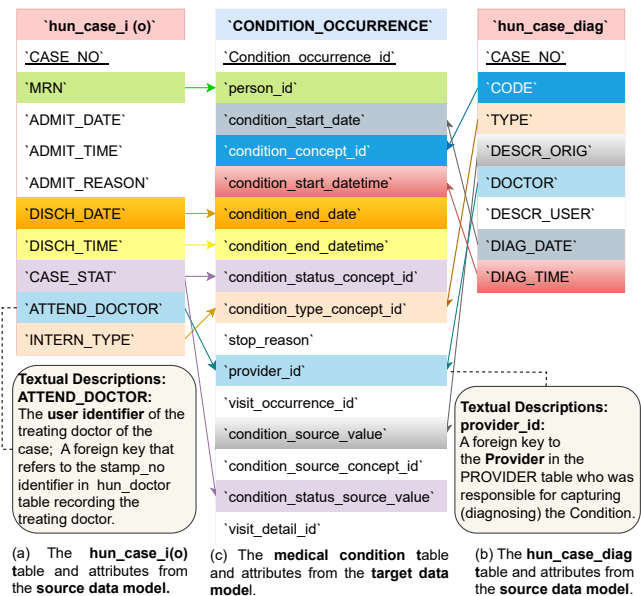 `hun_case_i (o)`
`CASE_NO`
`MRN`
`ADMIT_DATE`
`ADMIT_TIME`
`ADMIT_REASON`
`DISCH_DATE`
`DISCH_TIME`
`CASE_STAT`
`ATTEND_DOCTOR`
`INTERN_TYPE`
Textual Descriptions:
ATTEND_DOCTOR:
The user identifier of the
treating doctor of the
case; A foreign key that
refers to the stamp_no
identifier in hun_doctor
table recording the
treating doctor.
(a) The hun_case_i(o)
table and attributes from
the source data model.
`CONDITION_OCCURRENCE`
`Condition_occurrence_id`
`person_id`
`condition_start_date`
`condition_concept_id`
`condition_start_datetime`
`condition_end_date`
`condition_end_datetime`
`condition_status_concept_id`
`condition_type_concept_id`
`stop_reason`
`provider_id`
`visit_occurrence_id`
`condition_source_value`
`condition_source_concept_id`
`condition_status_source_value`
`visit_detail_id`
(c) The medical condition table
and attributes from the target data
model.
`hun_case_diag`
`CASE_NO`
`CODE`
`TYPE`
`DESCR_ORIG`
`DOCTOR`
`DESCR_USER`
`DIAG_DATE`
`DIAG_TIME`
Textual Descriptions:
provider_id:
A foreign key to
the Provider in the
PROVIDER table who was
responsible for capturing
(diagnosing) the Condition.
(b) The hun_case_diag
table and attributes from
the source data model.